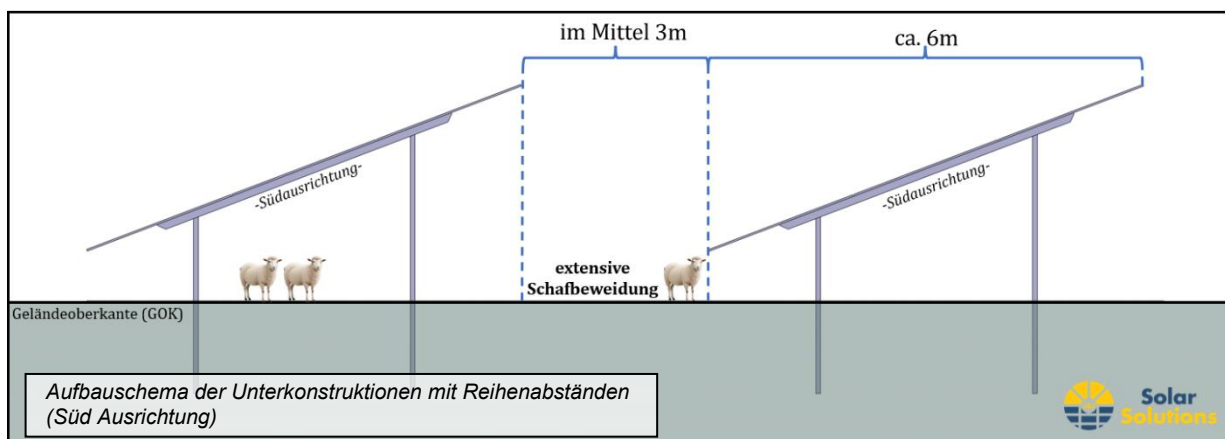 im Mittel 3m
ca. 6m
-Südausrichtung-
-Südausrichtung-
extensive
Schafbeweidung
Geländeoberkante (GOK)
Aufbauschema der Unterkonstruktionen mit Reihenabständen
(Süd Ausrichtung)
Solar
Solutions